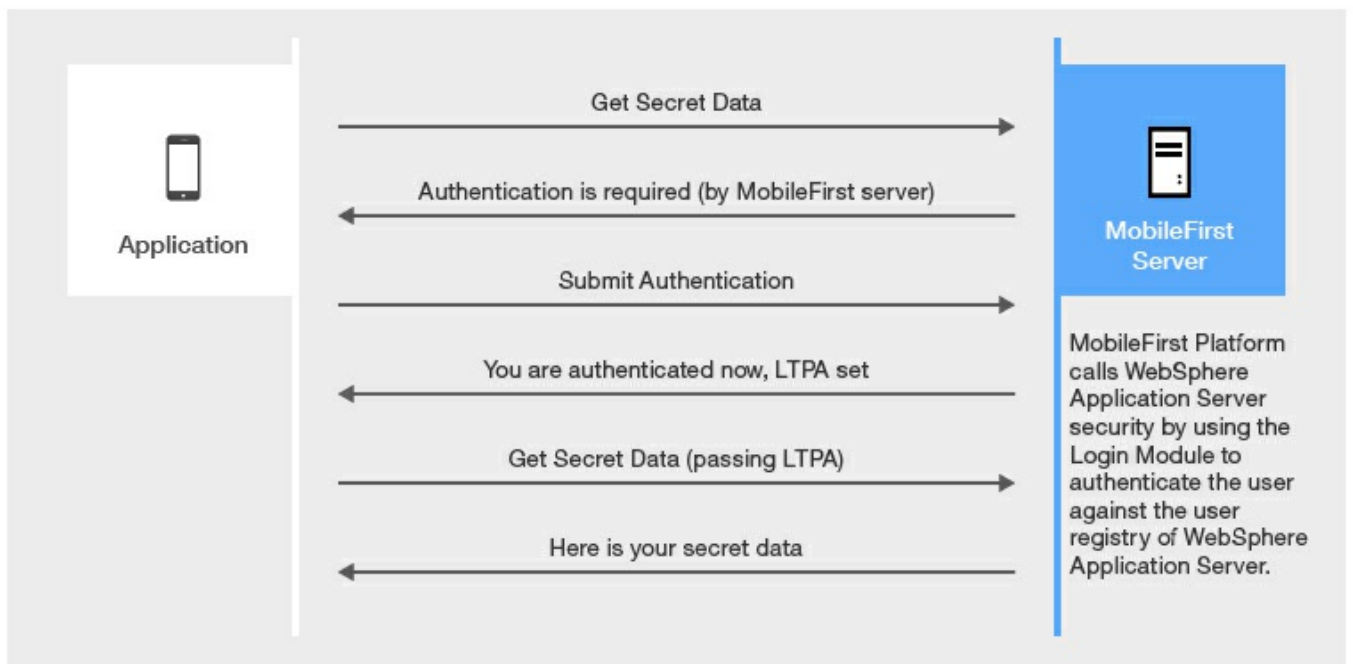 Get Secret Data
Authentication is required (by MobileFirst server)
Application
MobileFirst
Server
Submit Authentication
You are authenticated now, LTPA set
Get Secret Data (passing LTPA)
Here is your secret data
MobileFirst Platform
calls WebSphere
Application Server
security by using the
Login Module to
authenticate the user
against the user
registry of WebSphere
Application Server.